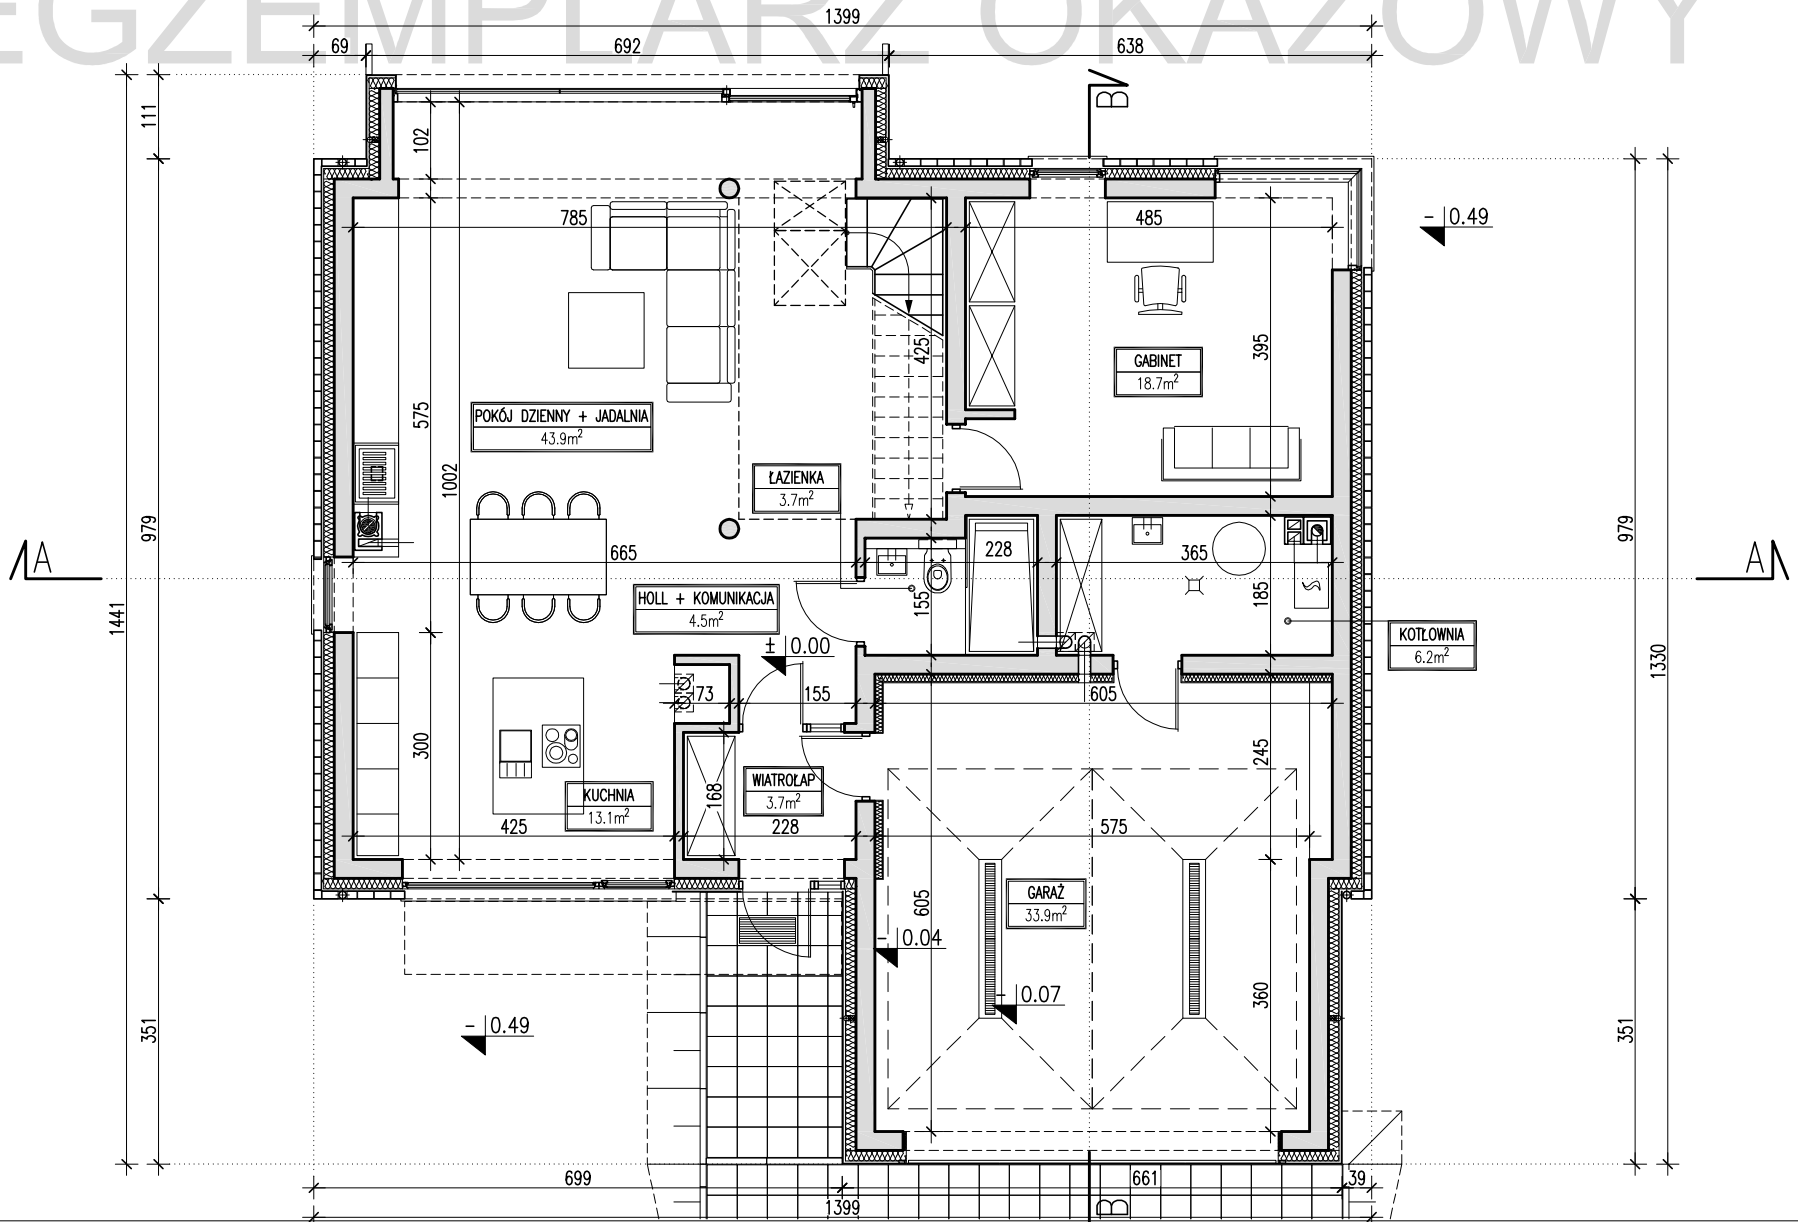 EGZEMPLARZ OKAZOWY
1399
69
692
638
B
111
102
785
485
- 0.49
425
395
GABINET
18.7m²
575
POKÓJ DZIENNY + JADALNIA
43.9m²
1002
ŁAZIENKA
3.7m²
979
979
A
665
228
365
A
155
185
1441
HOLL + KOMUNIKACJA
4.5m²
KOTŁOWNIA
6.2m²
± 0.00
1330
73
155
605
300
245
KUCHNIA
13.1m²
168
WIATROŁAP
3.7m²
425
228
575
605
GARAŻ
33.9m²
- 0.04
- 0.07
360
- 0.49
351
351
699
661
39
1399
B